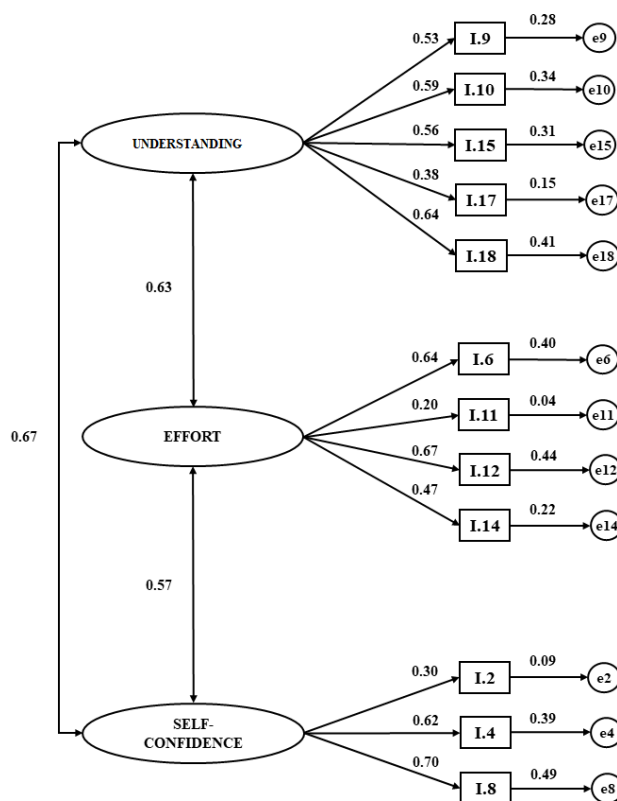 0.53 I.9 0.28 e9
0.59 I.10 0.34 e10
UNDERSTANDING 0.56 I.15 0.31 e15
0.38 I.17 0.15 e17
0.64 I.18 0.41 e18
0.63
0.64 I.6 0.40 e6
0.20 I.11 0.04 e11
0.67 EFFORT
0.67 I.12 0.44 e12
0.47 I.14 0.22 e14
0.57
0.30 I.2 0.09 e2
SELF-
CONFIDENCE
0.62 I.4 0.39 e4
0.70 I.8 0.49 e8